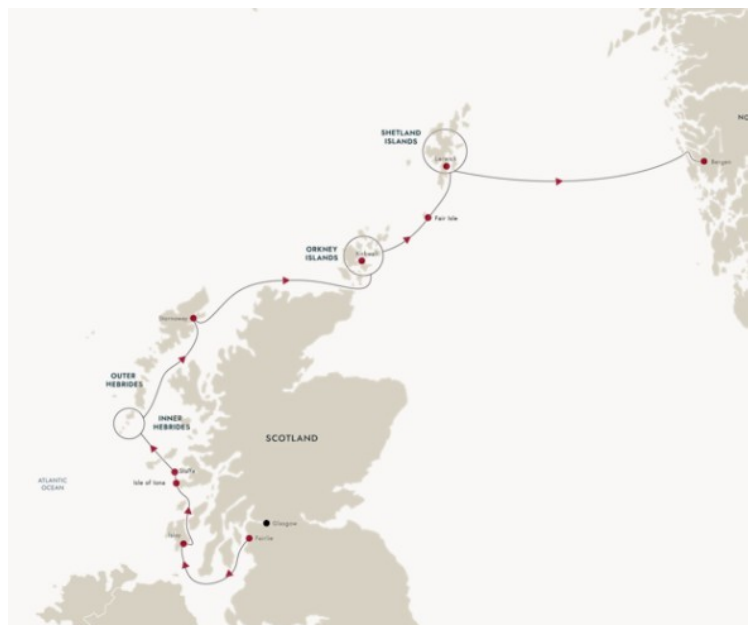 NO
SHETLAND
ISLANDS
Lerwick
Bergen
Fair Isle
ORKNEY
ISLANDS
Kirkwall
Stornoway
OUTER
HEBRIDES
INNER
HEBRIDES
SCOTLAND
Staffa
Isle of Iona
ATLANTIC
OCEAN
Glasgow
Islay
Fairlie